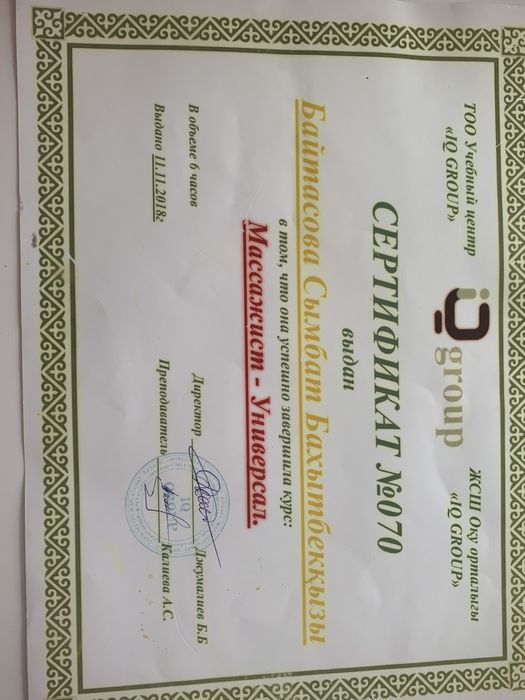 ТОО Учебный центр
«IQ GROUP»
iQ group
ЖСШ Оқу орталығы
«IQ GROUP»
СЕРТИФИКАТ №070
выдан
Байтасова Сымбат Бахытбекқызы
в том, что она успешно завершила курс:
Массажист - Универсал.
В объеме 6 часов
Выдано 11.11.2018г
Директор Джумалиев Б.Б
Преподаватель Калиева А.С.